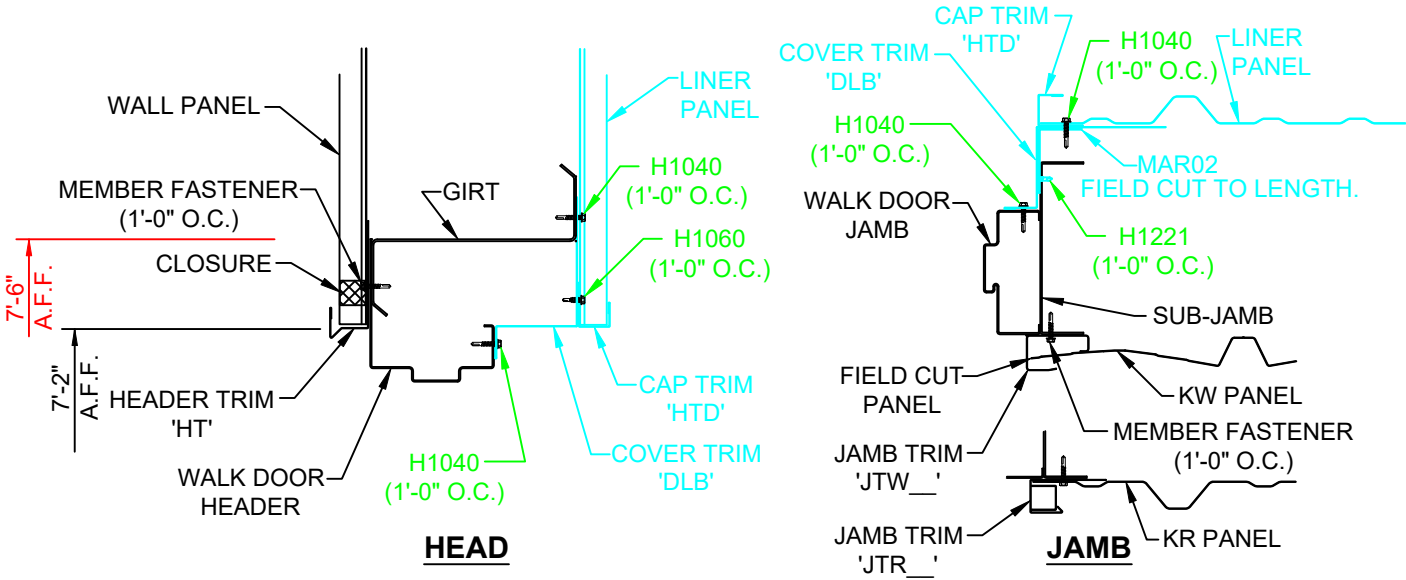 WALL PANEL
MEMBER FASTENER
(1'-0" O.C.)
CLOSURE
7'-6"
A.F.F.
7'-2"
A.F.F.
HEADER TRIM
'HT'
WALK DOOR
HEADER
GIRT
LINER
PANEL
H1040
(1'-0" O.C.)
H1060
(1'-0" O.C.)
CAP TRIM
'HTD'
COVER TRIM
'DLB'
H1040
(1'-0" O.C.)
HEAD
CAP TRIM
'HTD'
COVER TRIM
'DLB'
H1040
(1'-0" O.C.)
LINER
PANEL
H1040
(1'-0" O.C.)
MAR02
FIELD CUT TO LENGTH.
WALK DOOR
JAMB
H1221
(1'-0" O.C.)
SUB-JAMB
FIELD CUT
PANEL
KW PANEL
JAMB TRIM
'JTW__'
MEMBER FASTENER
(1'-0" O.C.)
JAMB TRIM
'JTR__'
KR PANEL
JAMB